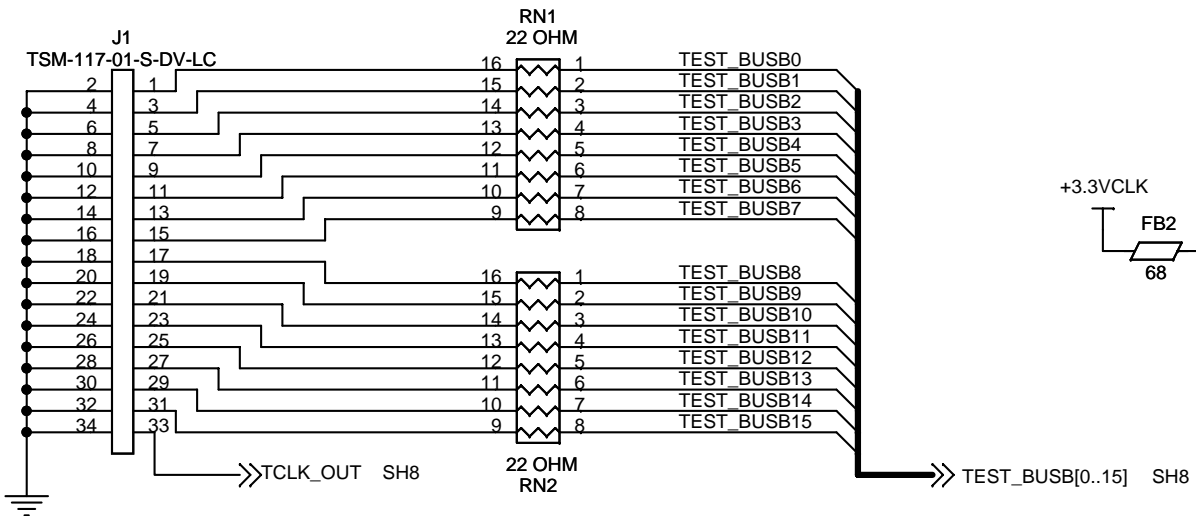 J1
TSM-117-01-S-DV-LC
RN1
22 OHM
2 1 16 1 TEST_BUSB0
4 3 15 2 TEST_BUSB1
6 5 14 3 TEST_BUSB2
8 7 13 4 TEST_BUSB3
10 9 12 5 TEST_BUSB4
12 11 11 6 TEST_BUSB5
14 13 10 7 TEST_BUSB6
16 15 9 8 TEST_BUSB7
18 17 16 1 TEST_BUSB8
20 19 15 2 TEST_BUSB9
22 21 14 3 TEST_BUSB10
24 23 13 4 TEST_BUSB11
26 25 12 5 TEST_BUSB12
28 27 11 6 TEST_BUSB13
30 29 10 7 TEST_BUSB14
32 31 9 8 TEST_BUSB15
34 33
22 OHM
RN2
TCLK_OUT SH8
TEST_BUSB[0..15] SH8
+3.3VCLK
FB2
68